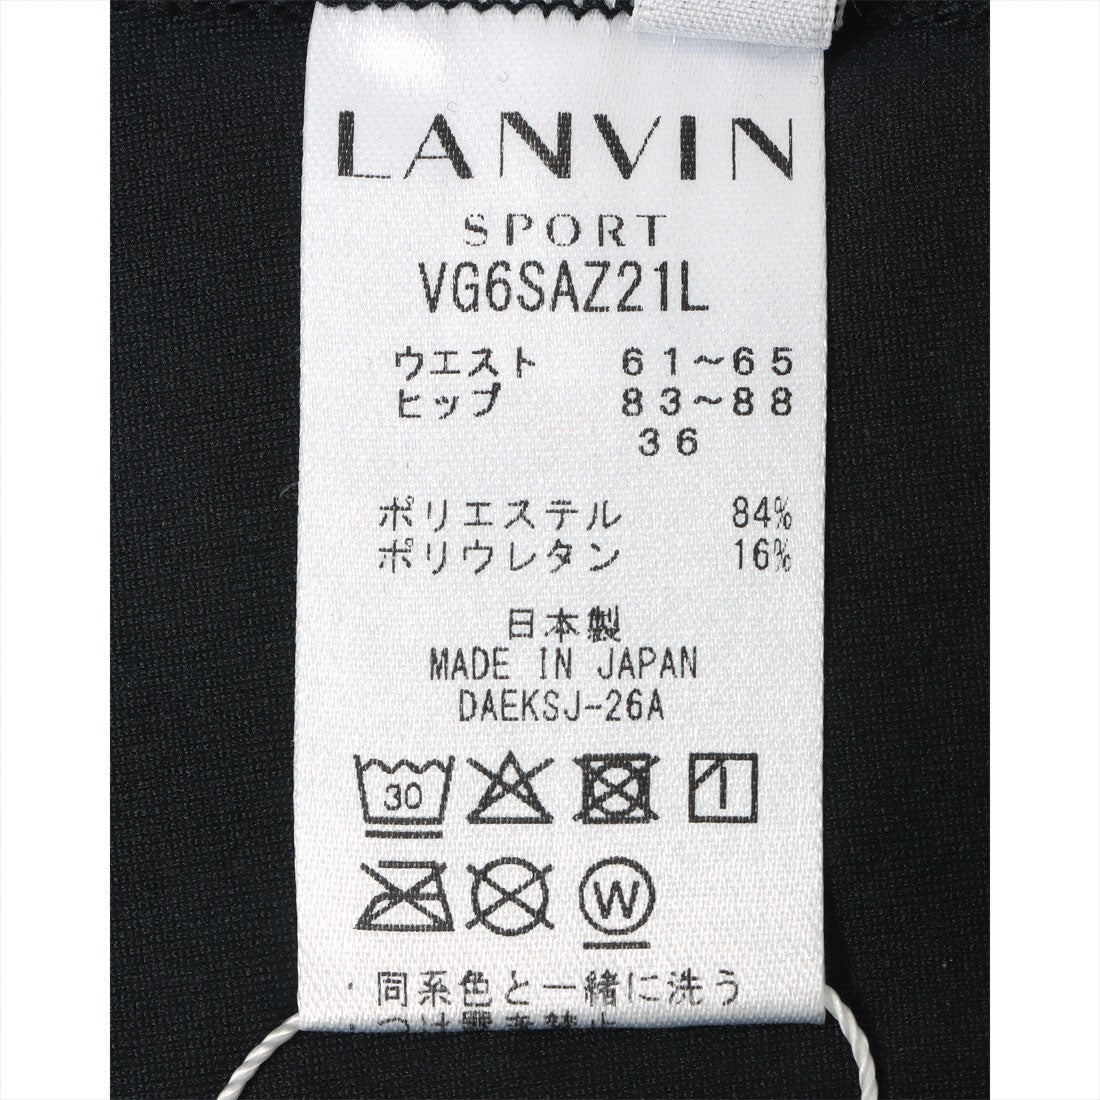 LANVIN
SPORT
VG6SAZ21L
ウエスト 61〜65
ヒップ 83〜88
36
ポリエステル 84%
ポリウレタン 16%
日本製
MADE IN JAPAN
DAEKSJ-26A
30
W
・同系色と一緒に洗う